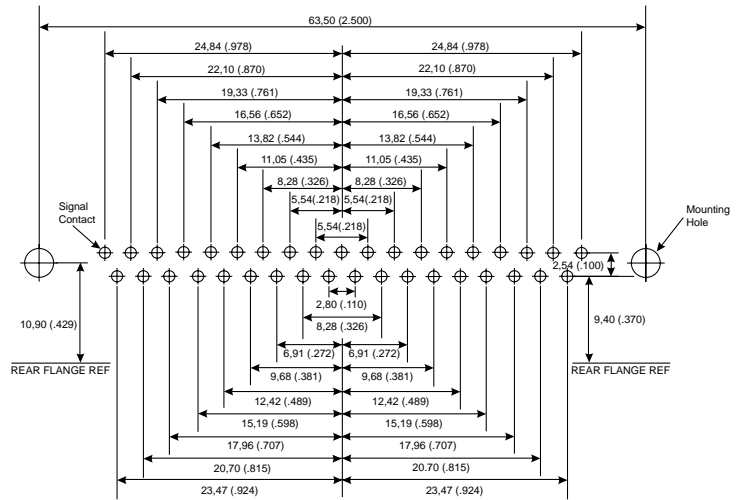 63,50 (2.500)
24,84 (.978) 24,84 (.978)
22,10 (.870) 22,10 (.870)
19,33 (.761) 19,33 (.761)
16,56 (.652) 16,56 (.652)
13,82 (.544) 13,82 (.544)
11,05 (.435) 11,05 (.435)
8,28 (.326) 8,28 (.326)
5,54(.218) 5,54(.218)
5,54(.218)
Signal
Contact
Mounting
Hole
2,54 (.100)
2,80 (.110)
10,90 (.429)
9,40 (.370)
8,28 (.326)
6,91 (.272) 6,91 (.272)
REAR FLANGE REF REAR FLANGE REF
9,68 (.381) 9,68 (.381)
12,42 (.489) 12,42 (.489)
15,19 (.598) 15,19 (.598)
17,96 (.707) 17,96 (.707)
20,70 (.815) 20.70 (.815)
23,47 (.924) 23,47 (.924)